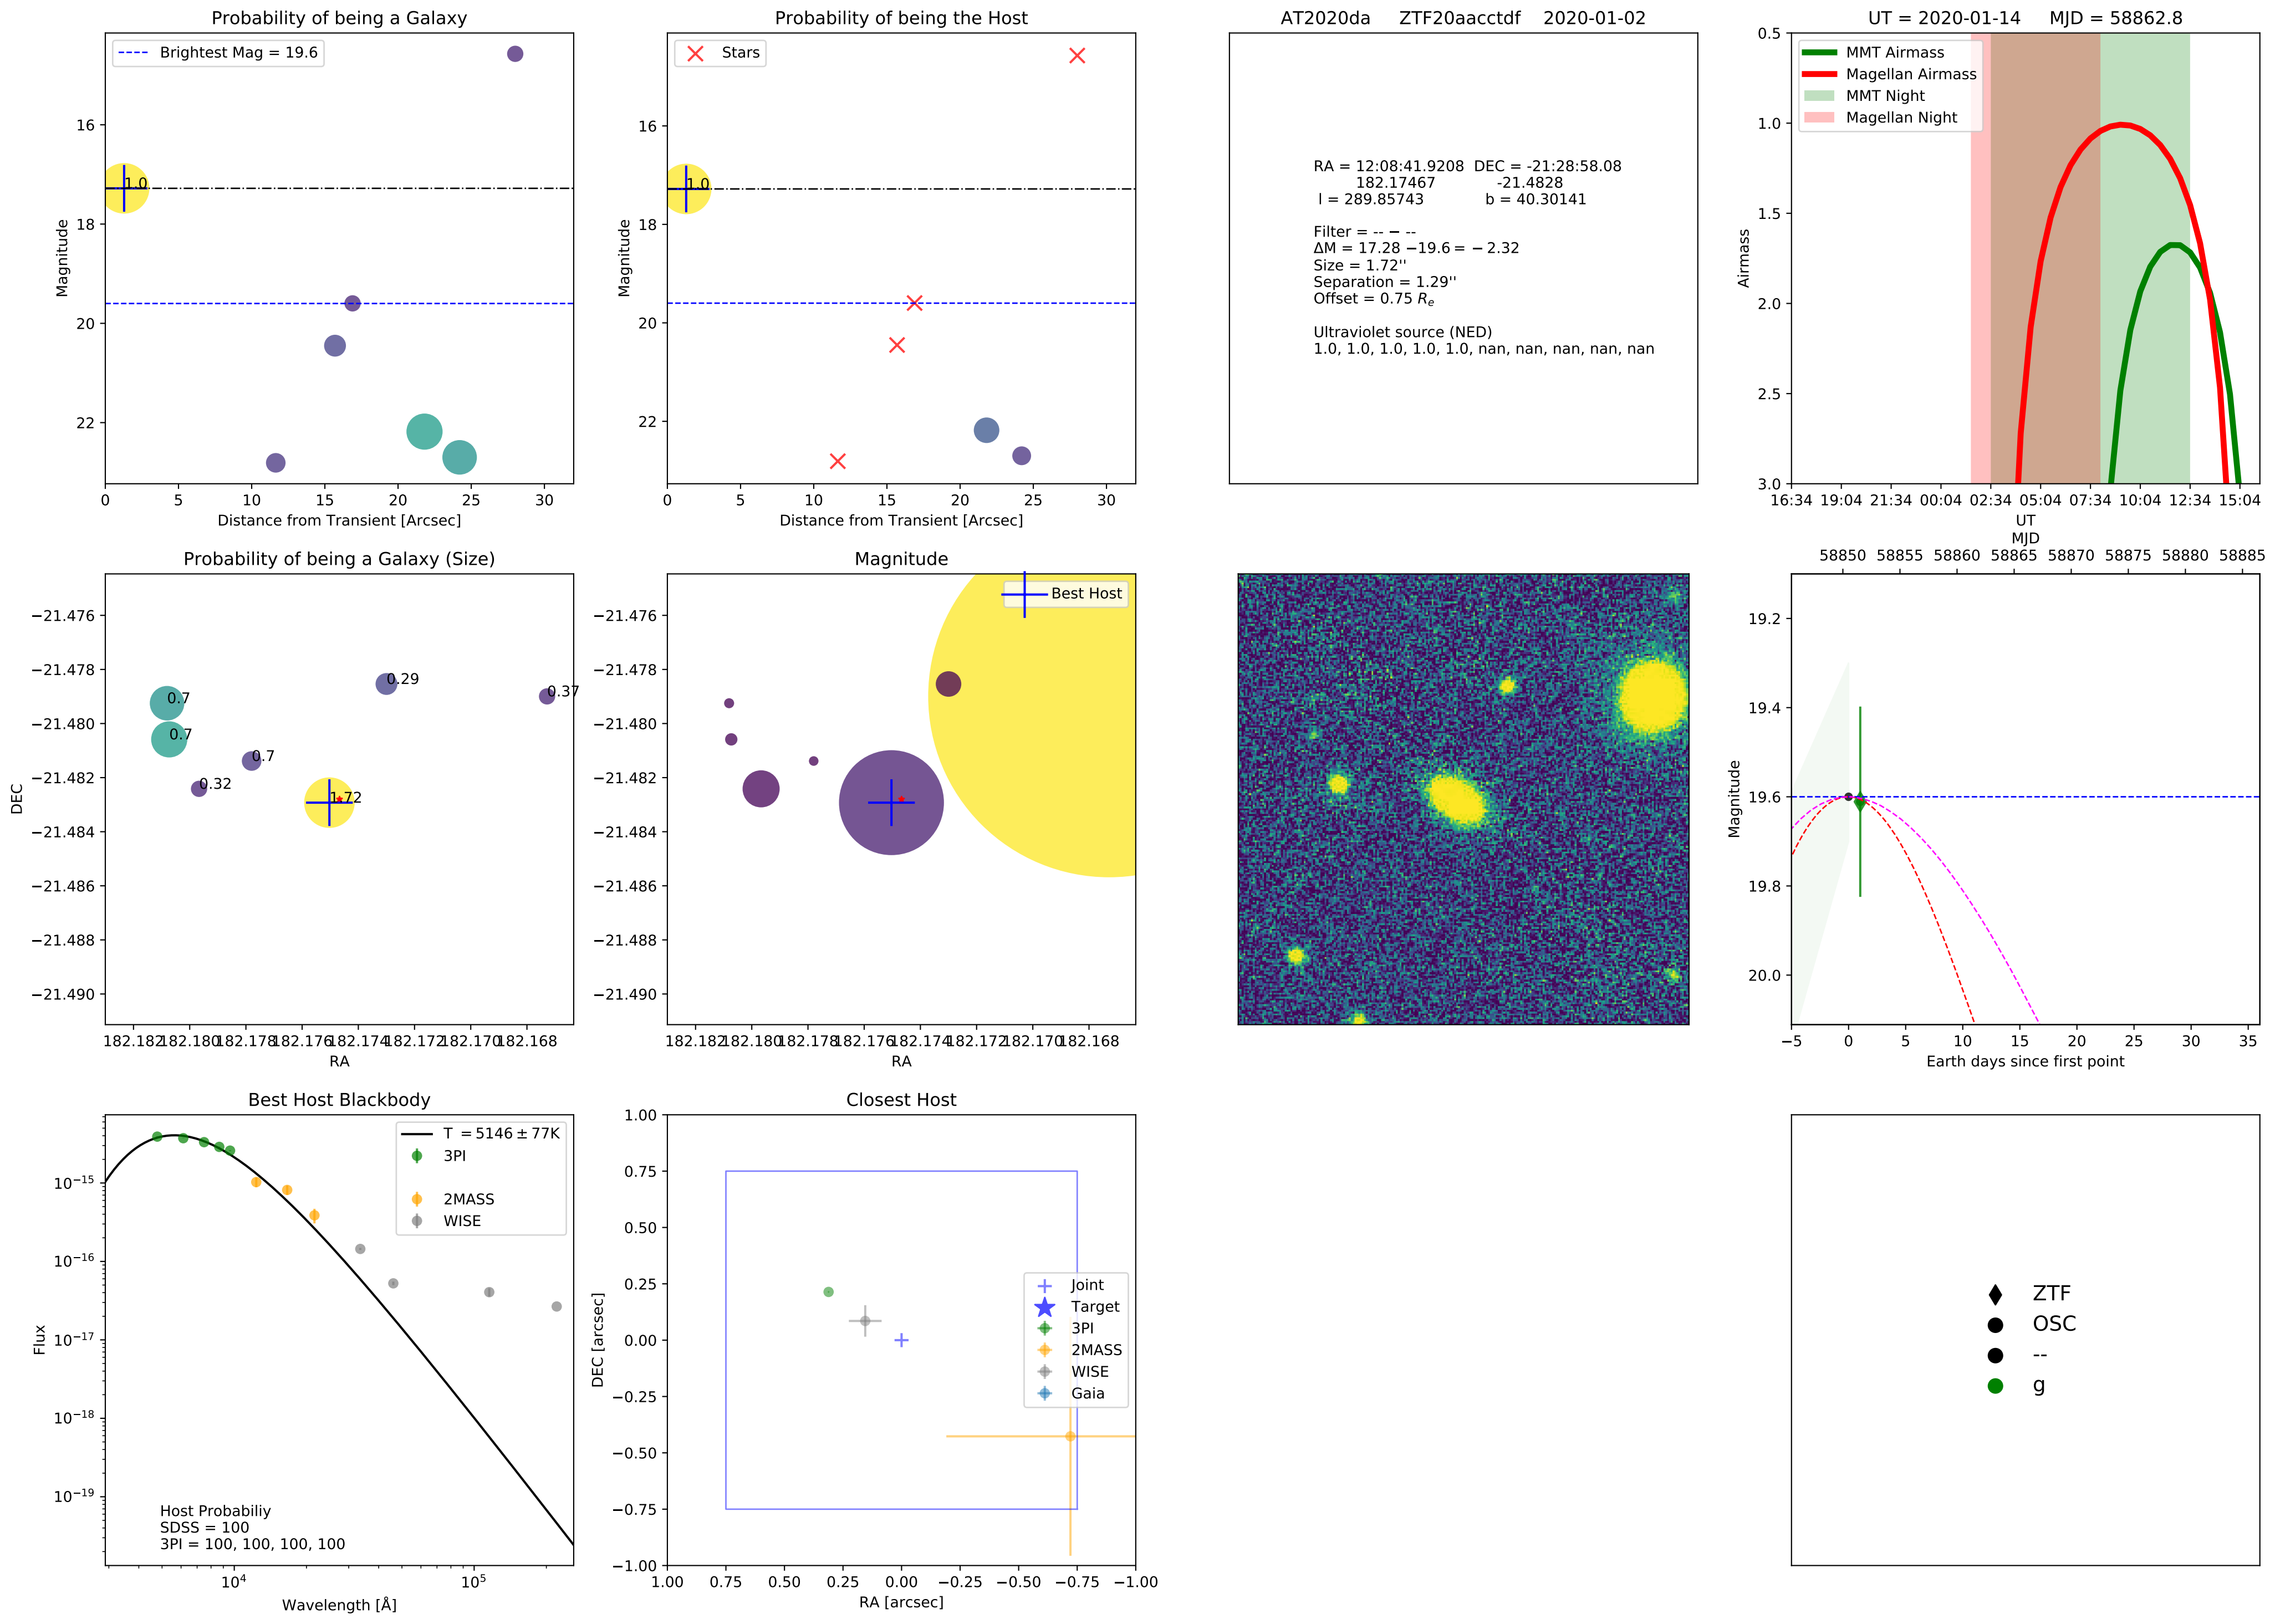 Probability of being a Galaxy
Brightest Mag = 19.6
1.0
16
18
20
22
Magnitude
0 5 10 15 20 25 30
Distance from Transient [Arcsec]
Probability of being the Host
Stars
1.0
16
18
20
22
Magnitude
0 5 10 15 20 25 30
Distance from Transient [Arcsec]
AT2020da ZTF20aacctdf 2020-01-02
RA = 12:08:41.9208 DEC = -21:28:58.08
182.17467 -21.4828
l = 289.85743 b = 40.30141
Filter = -- − --
ΔM = 17.28 −19.6 = −2.32
Size = 1.72''
Separation = 1.29''
Offset = 0.75 Re
Ultraviolet source (NED)
1.0, 1.0, 1.0, 1.0, 1.0, nan, nan, nan, nan, nan
UT = 2020-01-14 MJD = 58862.8
MMT Airmass
Magellan Airmass
MMT Night
Magellan Night
0.5
1.0
1.5
2.0
2.5
3.0
Airmass
16:34 19:04 21:34 00:04 02:34 05:04 07:34 10:04 12:34 15:04
UT
Probability of being a Galaxy (Size)
0.29
0.37
0.7
0.7
0.7
0.32
1.72
−21.476
−21.478
−21.480
−21.482
−21.484
−21.486
−21.488
−21.490
DEC
182.182 182.180 182.178 182.176 182.174 182.172 182.170 182.168
RA
Magnitude
Best Host
−21.476
−21.478
−21.480
−21.482
−21.484
−21.486
−21.488
−21.490
182.182 182.180 182.178 182.176 182.174 182.172 182.170 182.168
RA
MJD
58850 58855 58860 58865 58870 58875 58880 58885
19.2
19.4
19.6
19.8
20.0
Magnitude
−5 0 5 10 15 20 25 30 35
Earth days since first point
Best Host Blackbody
T = 5146 ± 77K
3PI
2MASS
WISE
10−15
10−16
10−17
10−18
10−19
Flux
Host Probabiliy
SDSS = 100
3PI = 100, 100, 100, 100
104 105
Wavelength [Å]
Closest Host
Joint
Target
3PI
2MASS
WISE
Gaia
1.00
0.75
0.50
0.25
0.00
−0.25
−0.50
−0.75
−1.00
DEC [arcsec]
1.00 0.75 0.50 0.25 0.00 −0.25 −0.50 −0.75 −1.00
RA [arcsec]
ZTF
OSC
--
g